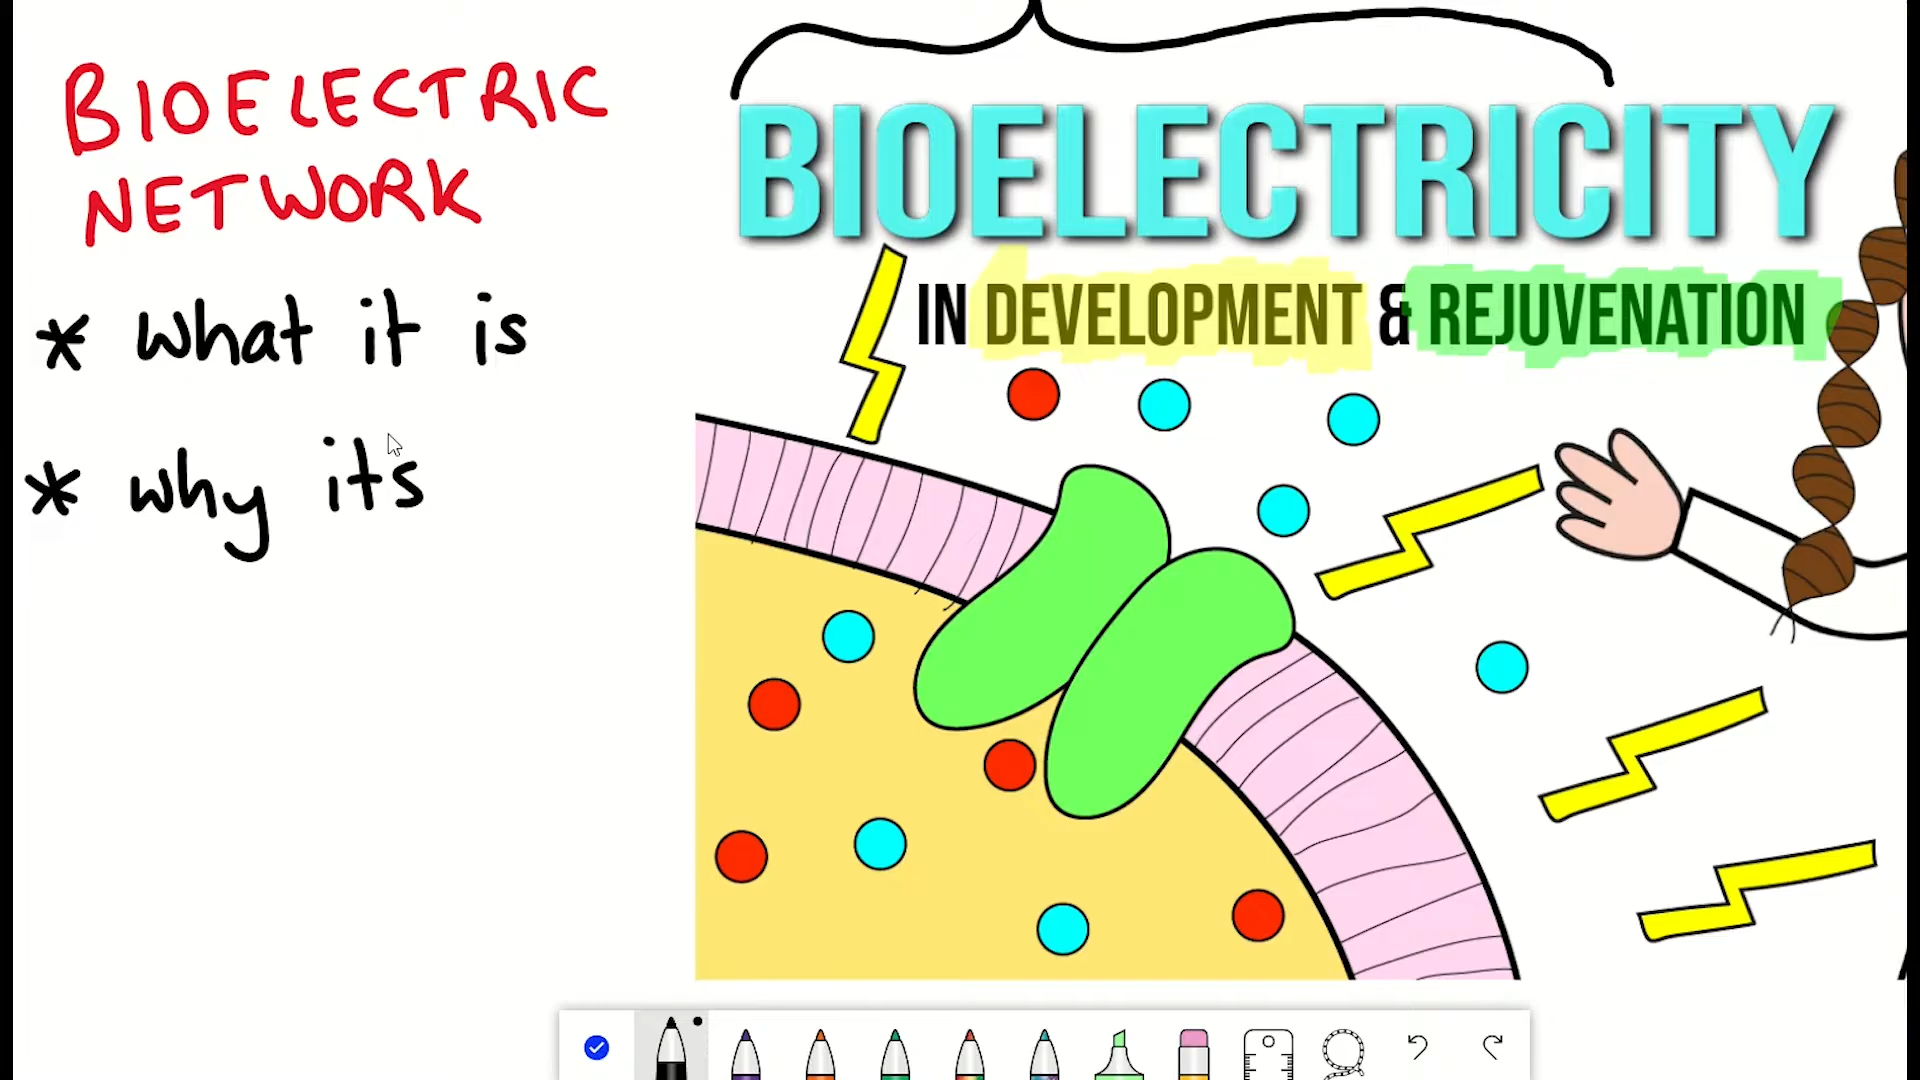 BIOELECTRIC
NETWORK
* what it is
* why its
BIOELECTRICITY
IN DEVELOPMENT & REJUVENATION